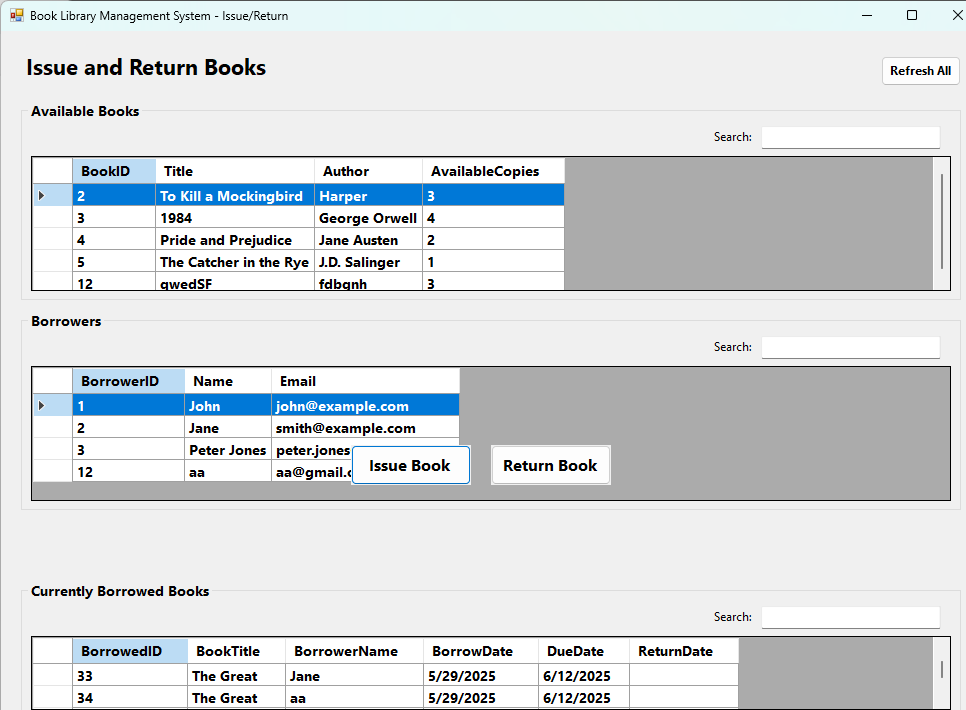 Book Library Management System - Issue/Return
Issue and Return Books
Refresh All
Available Books
Search:
BookID Title Author AvailableCopies
2 To Kill a Mockingbird Harper 3
3 1984 George Orwell 4
4 Pride and Prejudice Jane Austen 2
5 The Catcher in the Rye J.D. Salinger 1
12 qwedSF fdbgnh 3
Borrowers
Search:
BorrowerID Name Email
1 John john@example.com
2 Jane smith@example.com
3 Peter Jones peter.jones
12 aa aa@gmail.c
Issue Book Return Book
Currently Borrowed Books
Search:
BorrowedID BookTitle BorrowerName BorrowDate DueDate ReturnDate
33 The Great Jane 5/29/2025 6/12/2025
34 The Great aa 5/29/2025 6/12/2025